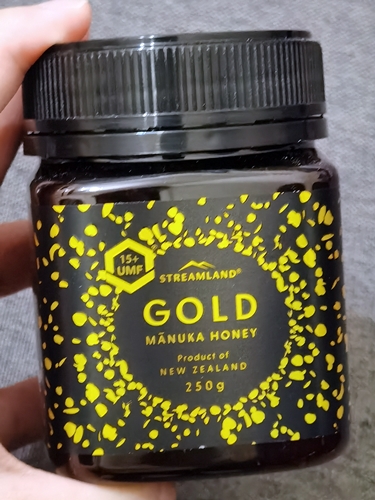 15+
UMF
STREAMLAND®
GOLD
MĀNUKA HONEY
Product of
NEW ZEALAND
250g